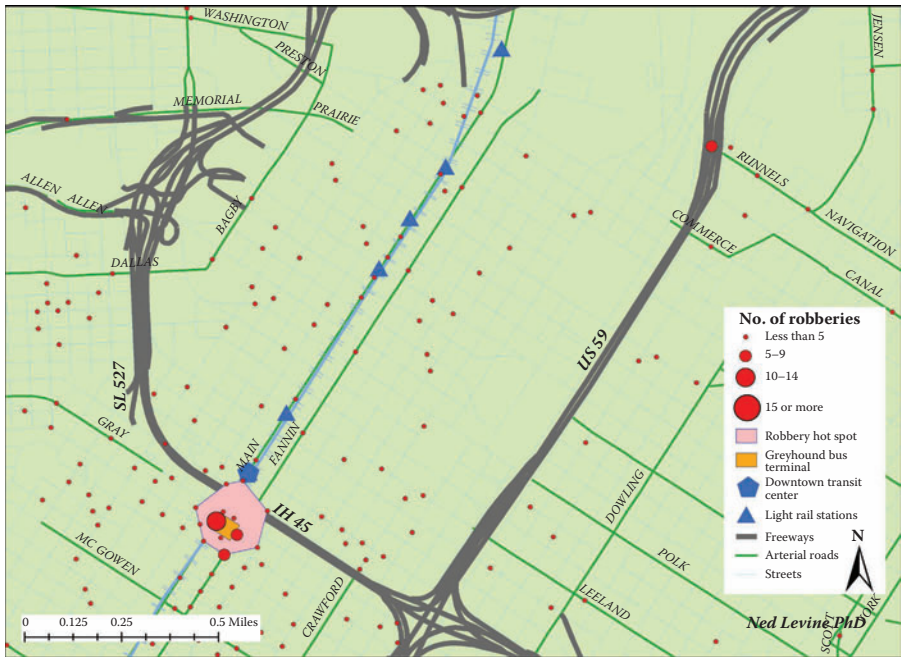 WASHINGTON
PRESTON
JENSEN
MEMORIAL
PRAIRIE
ALLEN
ALLEN
BAGBY
DALLAS
RUNNELS
NAVIGATION
COMMERCE
CANAL
SL 527
US 59
GRAY
MAIN
FANNIN
IH 45
MC GOWEN
CRAWFORD
DOWLING
POLK
LEELAND
SCOTT
YORK
No. of robberies
Less than 5
5–9
10–14
15 or more
Robbery hot spot
Greyhound bus
terminal
Downtown transit
center
Light rail stations
Freeways
Arterial roads
Streets
N
0 0.125 0.25 0.5 Miles
Ned Levine PhD